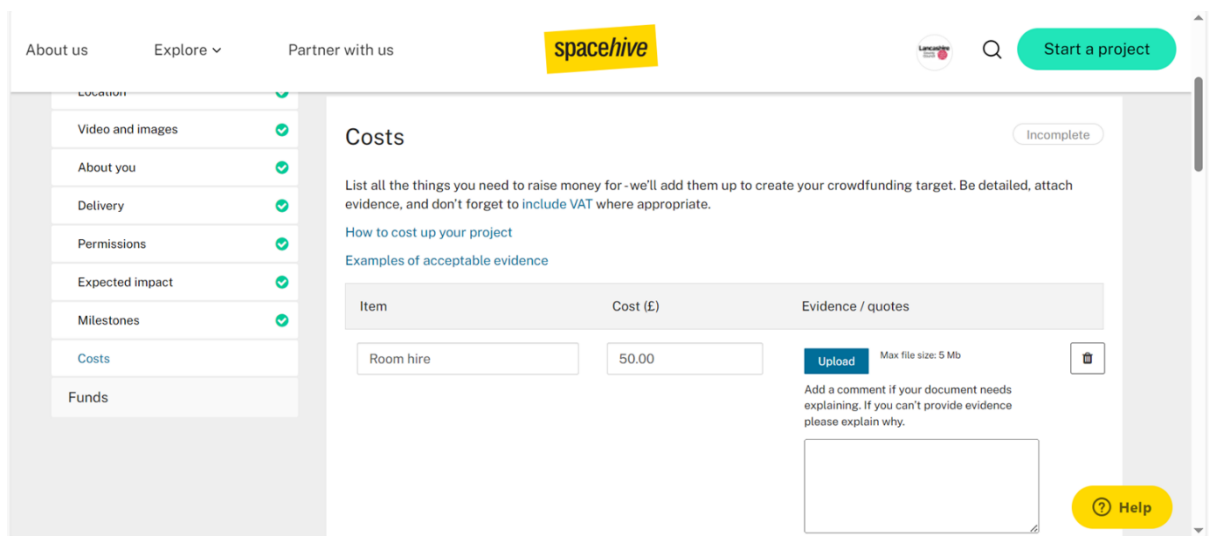 About us Explore Partner with us spacehive Lancashire Start a project
Location
Video and images
About you
Delivery
Permissions
Expected impact
Milestones
Costs
Funds
Costs Incomplete
List all the things you need to raise money for - we'll add them up to create your crowdfunding target. Be detailed, attach
evidence, and don't forget to include VAT where appropriate.
How to cost up your project
Examples of acceptable evidence
Item Cost (£) Evidence / quotes
Room hire 50.00 Upload Max file size: 5 Mb
Add a comment if your document needs
explaining. If you can't provide evidence
please explain why.
Help